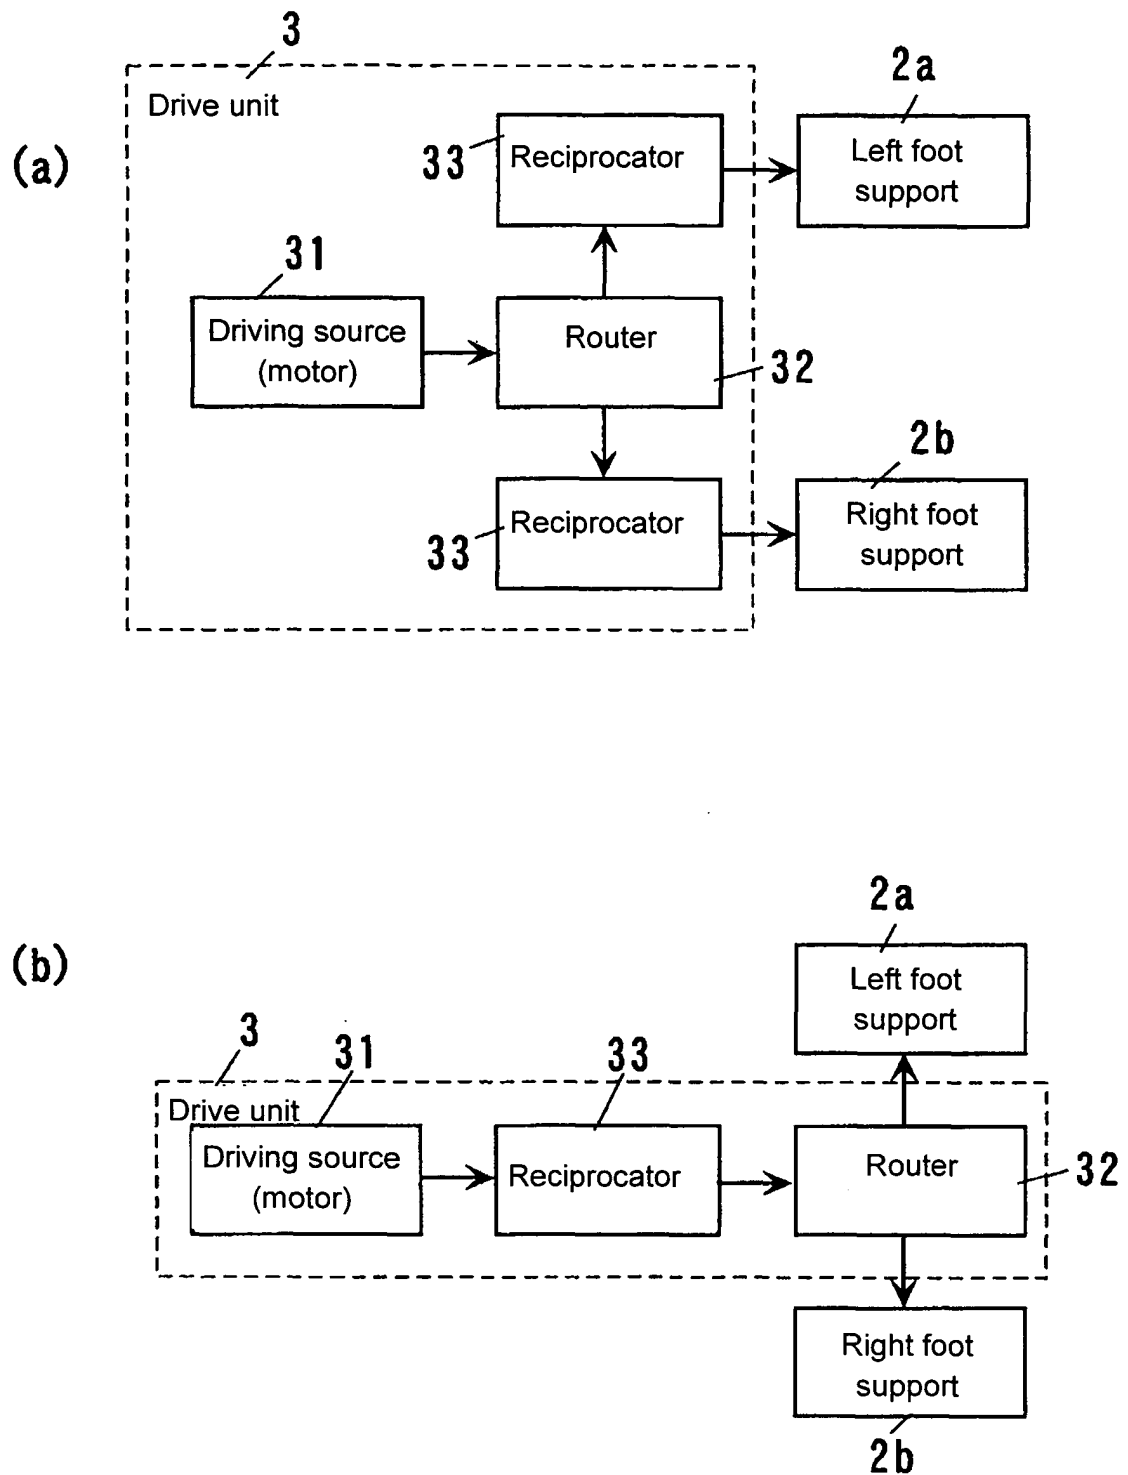 3
Drive unit
2a
(a)
33
Reciprocator
Left foot
support
31
Driving source
(motor)
Router
32
2b
33
Reciprocator
Right foot
support
2a
(b)
Left foot
support
3
31
33
Drive unit
Driving source
(motor)
Reciprocator
Router
32
Right foot
support
2b